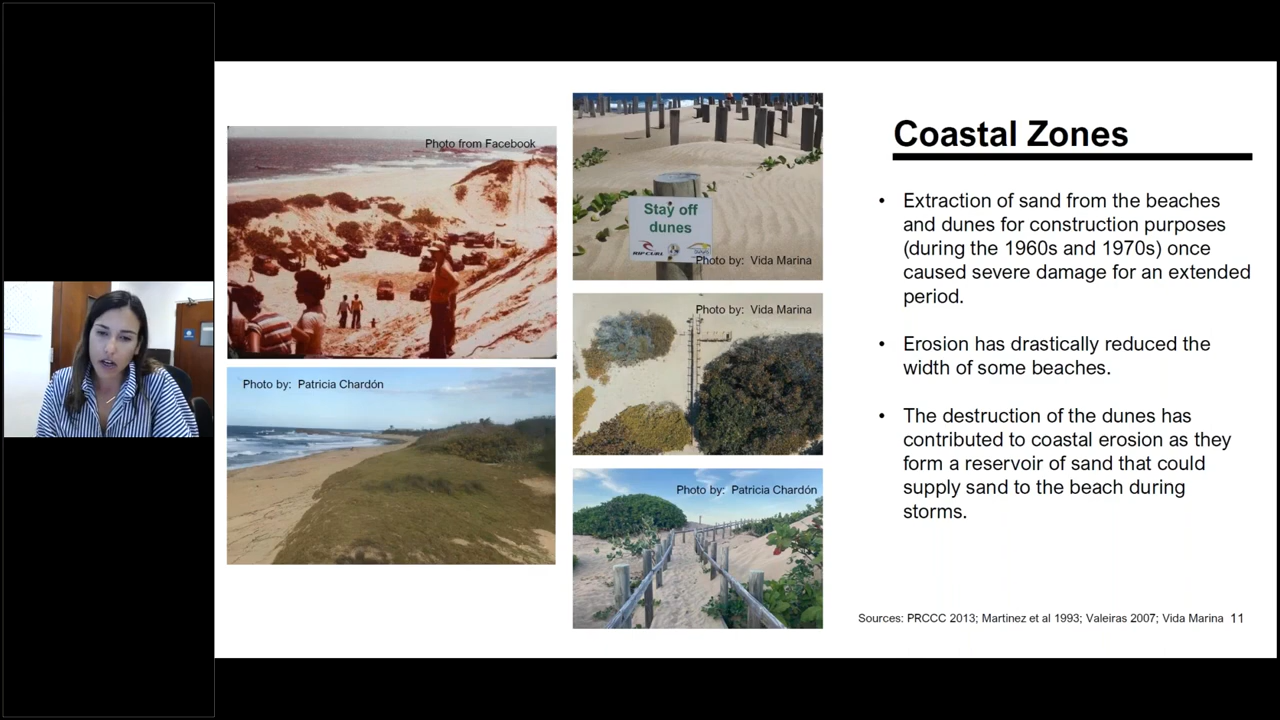 Coastal Zones
Photo from Facebook
Photo by: Patricia Chardón
Stay off
dunes
RIP CURL
Photo by: Vida Marina
Photo by: Vida Marina
Photo by: Patricia Chardón
• Extraction of sand from the beaches
and dunes for construction purposes
(during the 1960s and 1970s) once
caused severe damage for an extended
period.
• Erosion has drastically reduced the
width of some beaches.
• The destruction of the dunes has
contributed to coastal erosion as they
form a reservoir of sand that could
supply sand to the beach during
storms.
Sources: PRCCC 2013; Martinez et al 1993; Valeiras 2007; Vida Marina 11